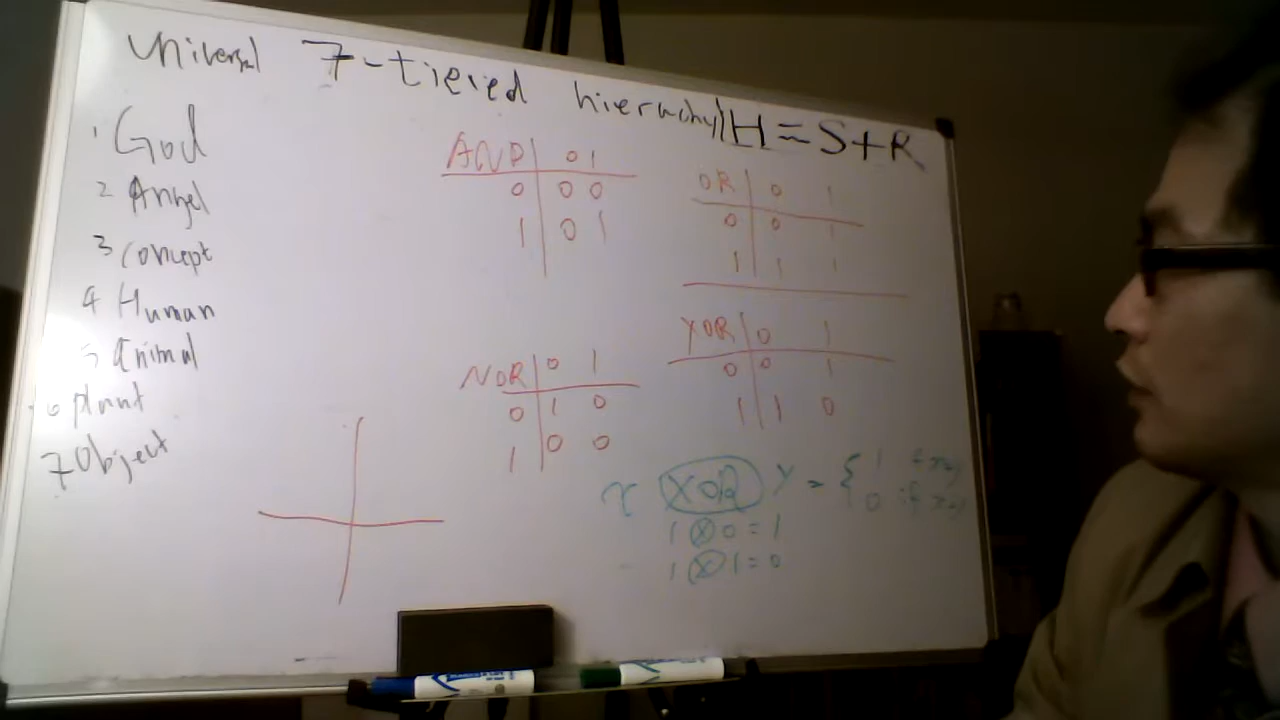 universal 7-tiered hierarchy H = S+R
1 God
2 Angel
3 Concept
4 Human
5 Animal
6 plant
7 Object
AND 0 1
0 0 0
1 0 1
OR 0 1
0 0 1
1 1 1
NOR 0 1
0 1 0
1 0 0
XOR 0 1
0 0 1
1 1 0
x XOR Y = { 1
0 if
1 ⊗ 0 = 1
1 ⊗ 1 = 0